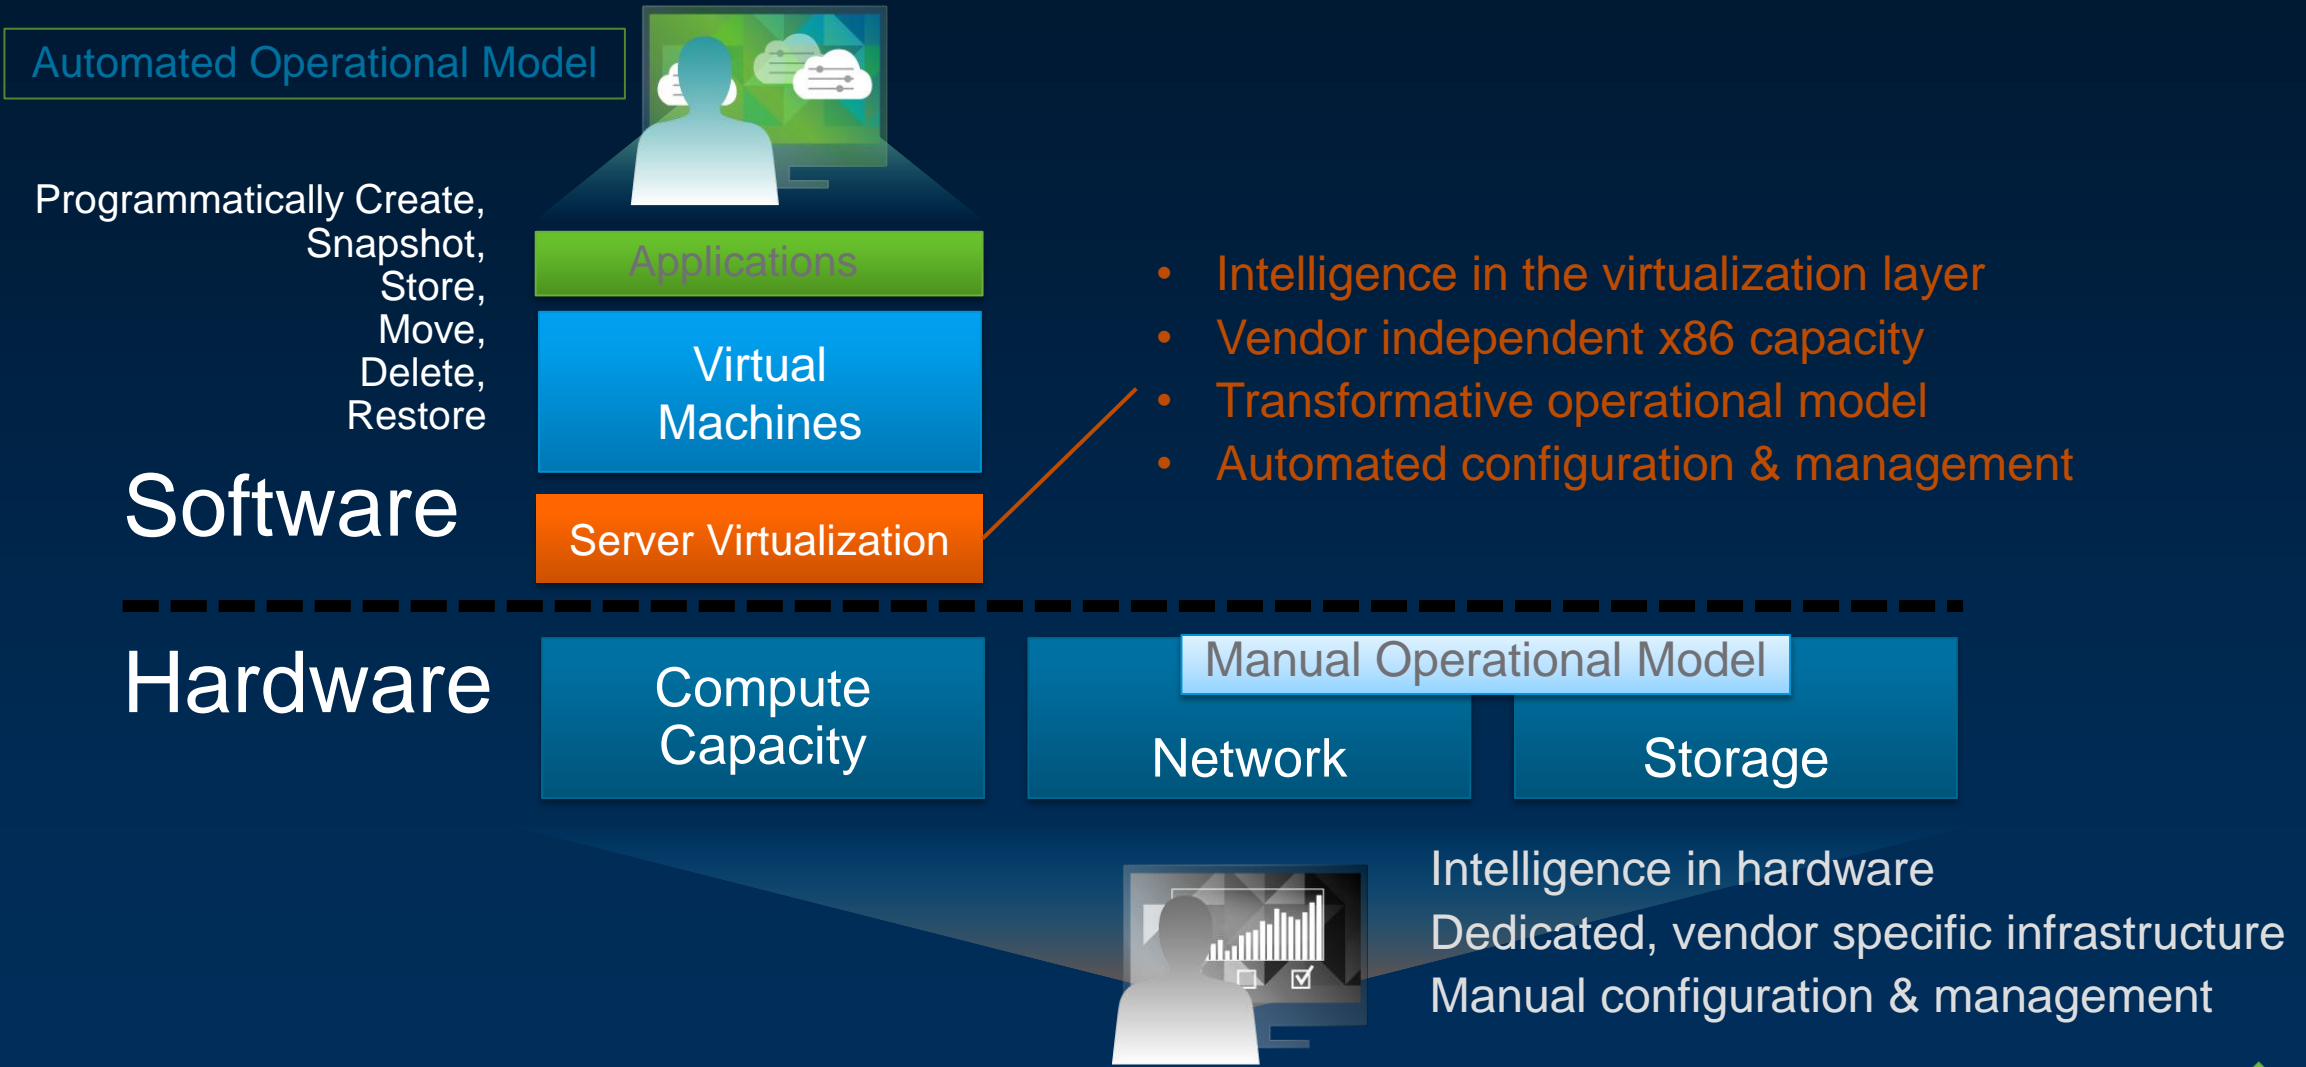 Automated Operational Model
Programmatically Create,
Snapshot,
Store,
Move,
Delete,
Restore
Applications
Virtual
Machines
Server Virtualization
• Intelligence in the virtualization layer
• Vendor independent x86 capacity
• Transformative operational model
• Automated configuration & management
Software
Hardware
Compute
Capacity
Manual Operational Model
Network
Storage
Intelligence in hardware
Dedicated, vendor specific infrastructure
Manual configuration & management